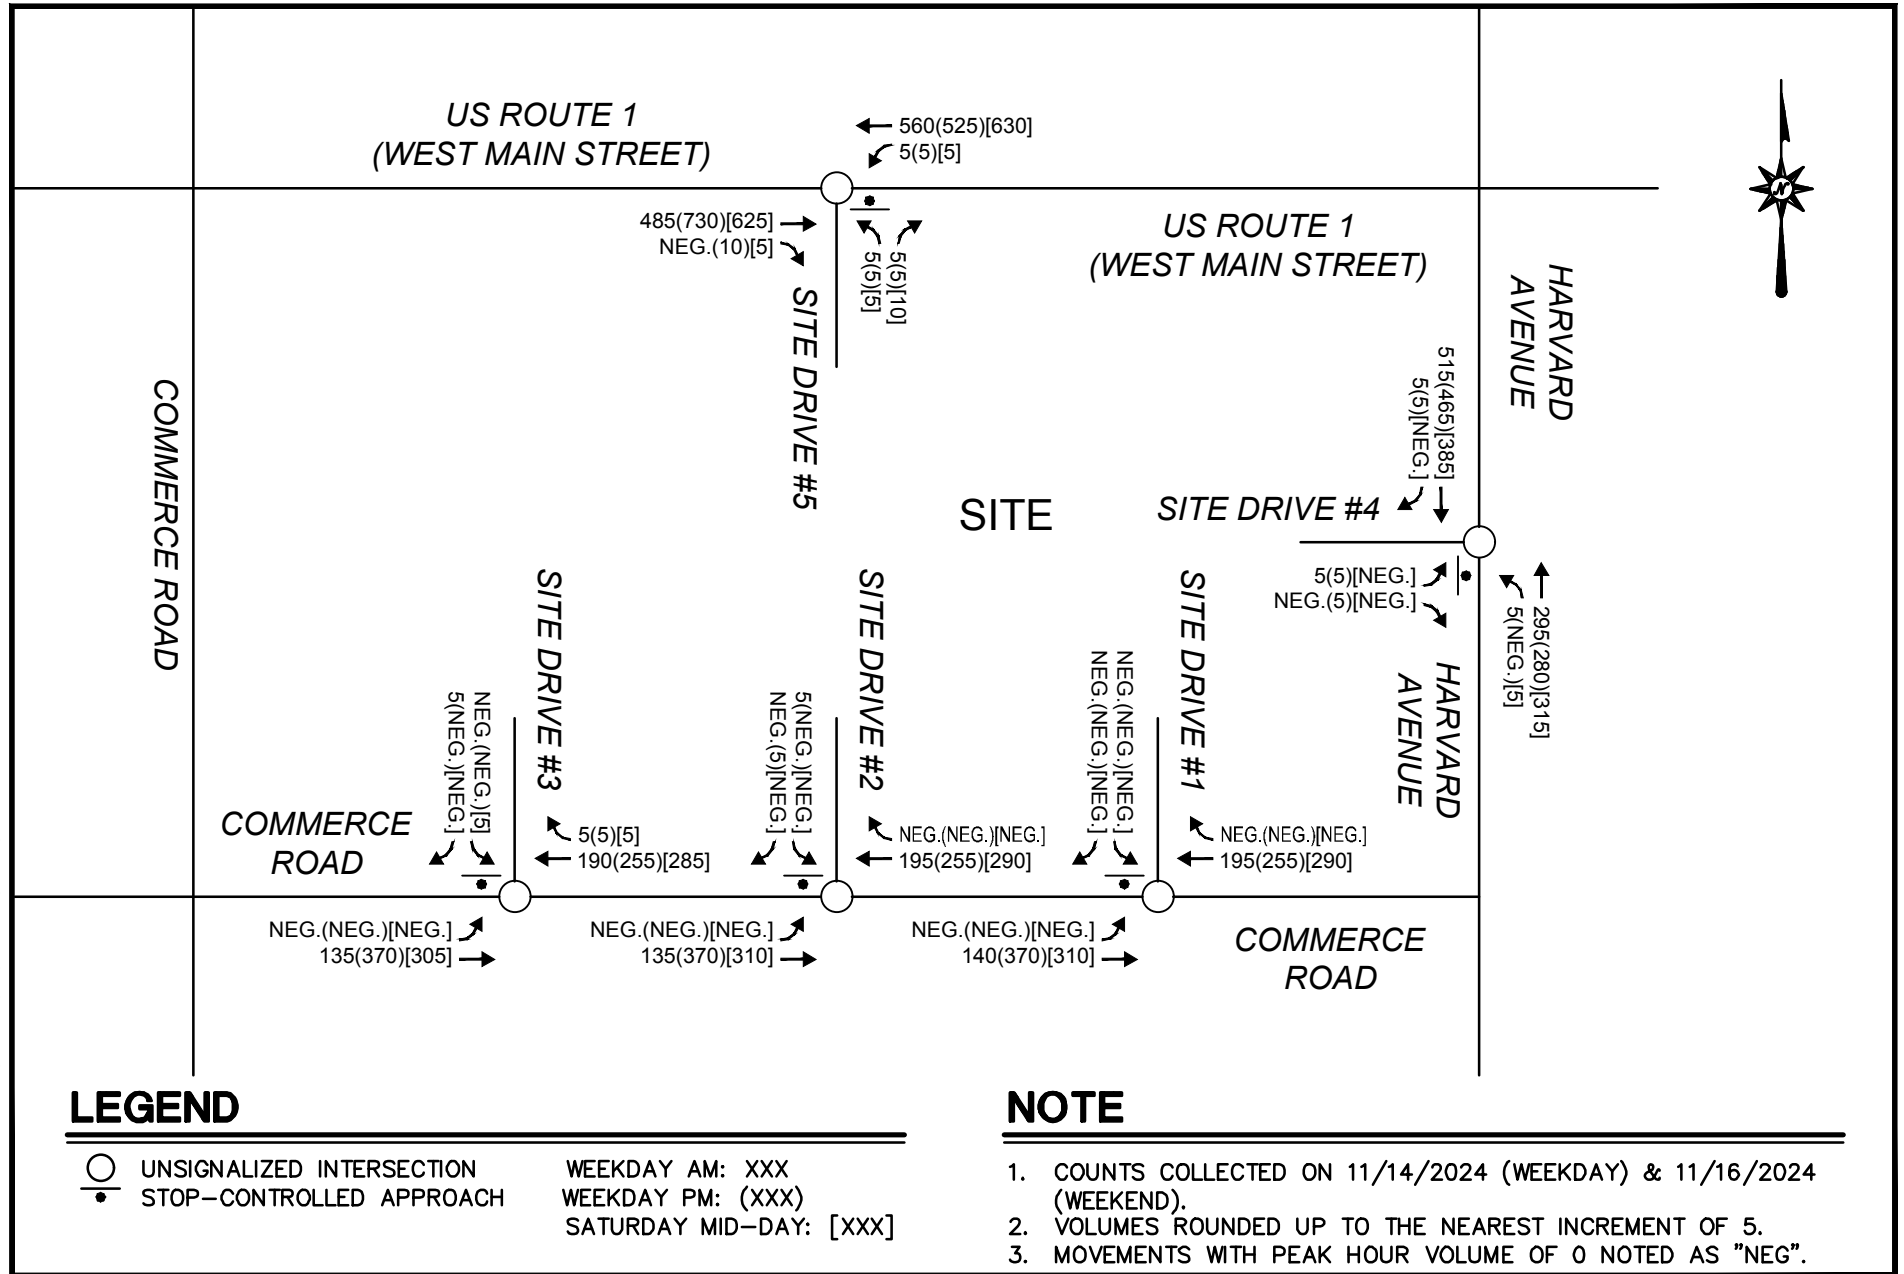 US ROUTE 1
(WEST MAIN STREET)
560(525)[630]
5(5)[5]
485(730)[625]
NEG.(10)[5]
5(5)[5]
5(5)[10]
US ROUTE 1
(WEST MAIN STREET)
N
HARVARD
AVENUE
SITE DRIVE #5
COMMERCE ROAD
515(465)[385]
5(5)[NEG.]
SITE
SITE DRIVE #4
5(5)[NEG.]
NEG.(5)[NEG.]
295(280)[315]
5(NEG.)[5]
HARVARD
AVENUE
SITE DRIVE #3
SITE DRIVE #2
SITE DRIVE #1
NEG.(NEG.)[5]
5(NEG.)[NEG.]
5(NEG.)[NEG.]
NEG.(5)[NEG.]
NEG.(NEG.)[NEG.]
NEG.(NEG.)[NEG.]
COMMERCE
ROAD
5(5)[5]
190(255)[285]
NEG.(NEG.)[NEG.]
195(255)[290]
NEG.(NEG.)[NEG.]
195(255)[290]
NEG.(NEG.)[NEG.]
135(370)[305]
NEG.(NEG.)[NEG.]
135(370)[310]
NEG.(NEG.)[NEG.]
140(370)[310]
COMMERCE
ROAD
LEGEND
UNSIGNALIZED INTERSECTION
STOP-CONTROLLED APPROACH
WEEKDAY AM: XXX
WEEKDAY PM: (XXX)
SATURDAY MID-DAY: [XXX]
NOTE
1. COUNTS COLLECTED ON 11/14/2024 (WEEKDAY) & 11/16/2024
(WEEKEND).
2. VOLUMES ROUNDED UP TO THE NEAREST INCREMENT OF 5.
3. MOVEMENTS WITH PEAK HOUR VOLUME OF 0 NOTED AS "NEG".